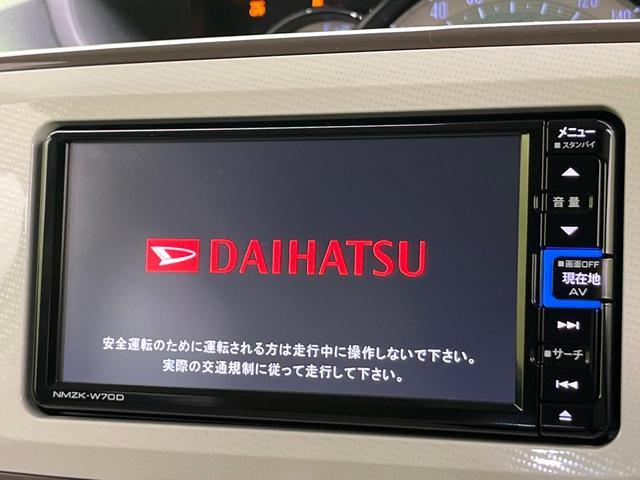 40
120
140
メニュー
■スタンバイ
音量
■画面OFF
現在地
AV
■サーチ
DAIHATSU
安全運転のために運転される方は走行中に操作しないで下さい。
実際の交通規制に従って走行して下さい。
NMZK-W70D